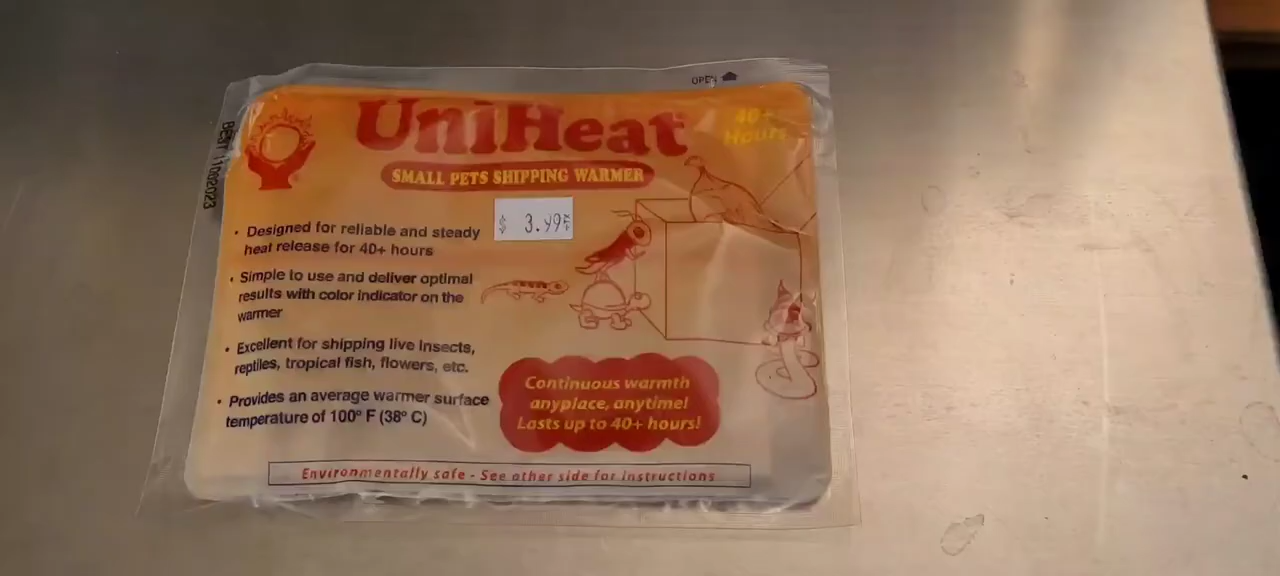 OPEN
UniHeat
40+
Hours
SMALL PETS SHIPPING WARMER
BEST 11002023
$ 3.99
• Designed for reliable and steady
heat release for 40+ hours
• Simple to use and deliver optimal
results with color indicator on the
warmer
• Excellent for shipping live insects,
reptiles, tropical fish, flowers, etc.
• Provides an average warmer surface
temperature of 100° F (38° C)
Continuous warmth
anyplace, anytime!
Lasts up to 40+ hours!
Environmentally safe - See other side for instructions